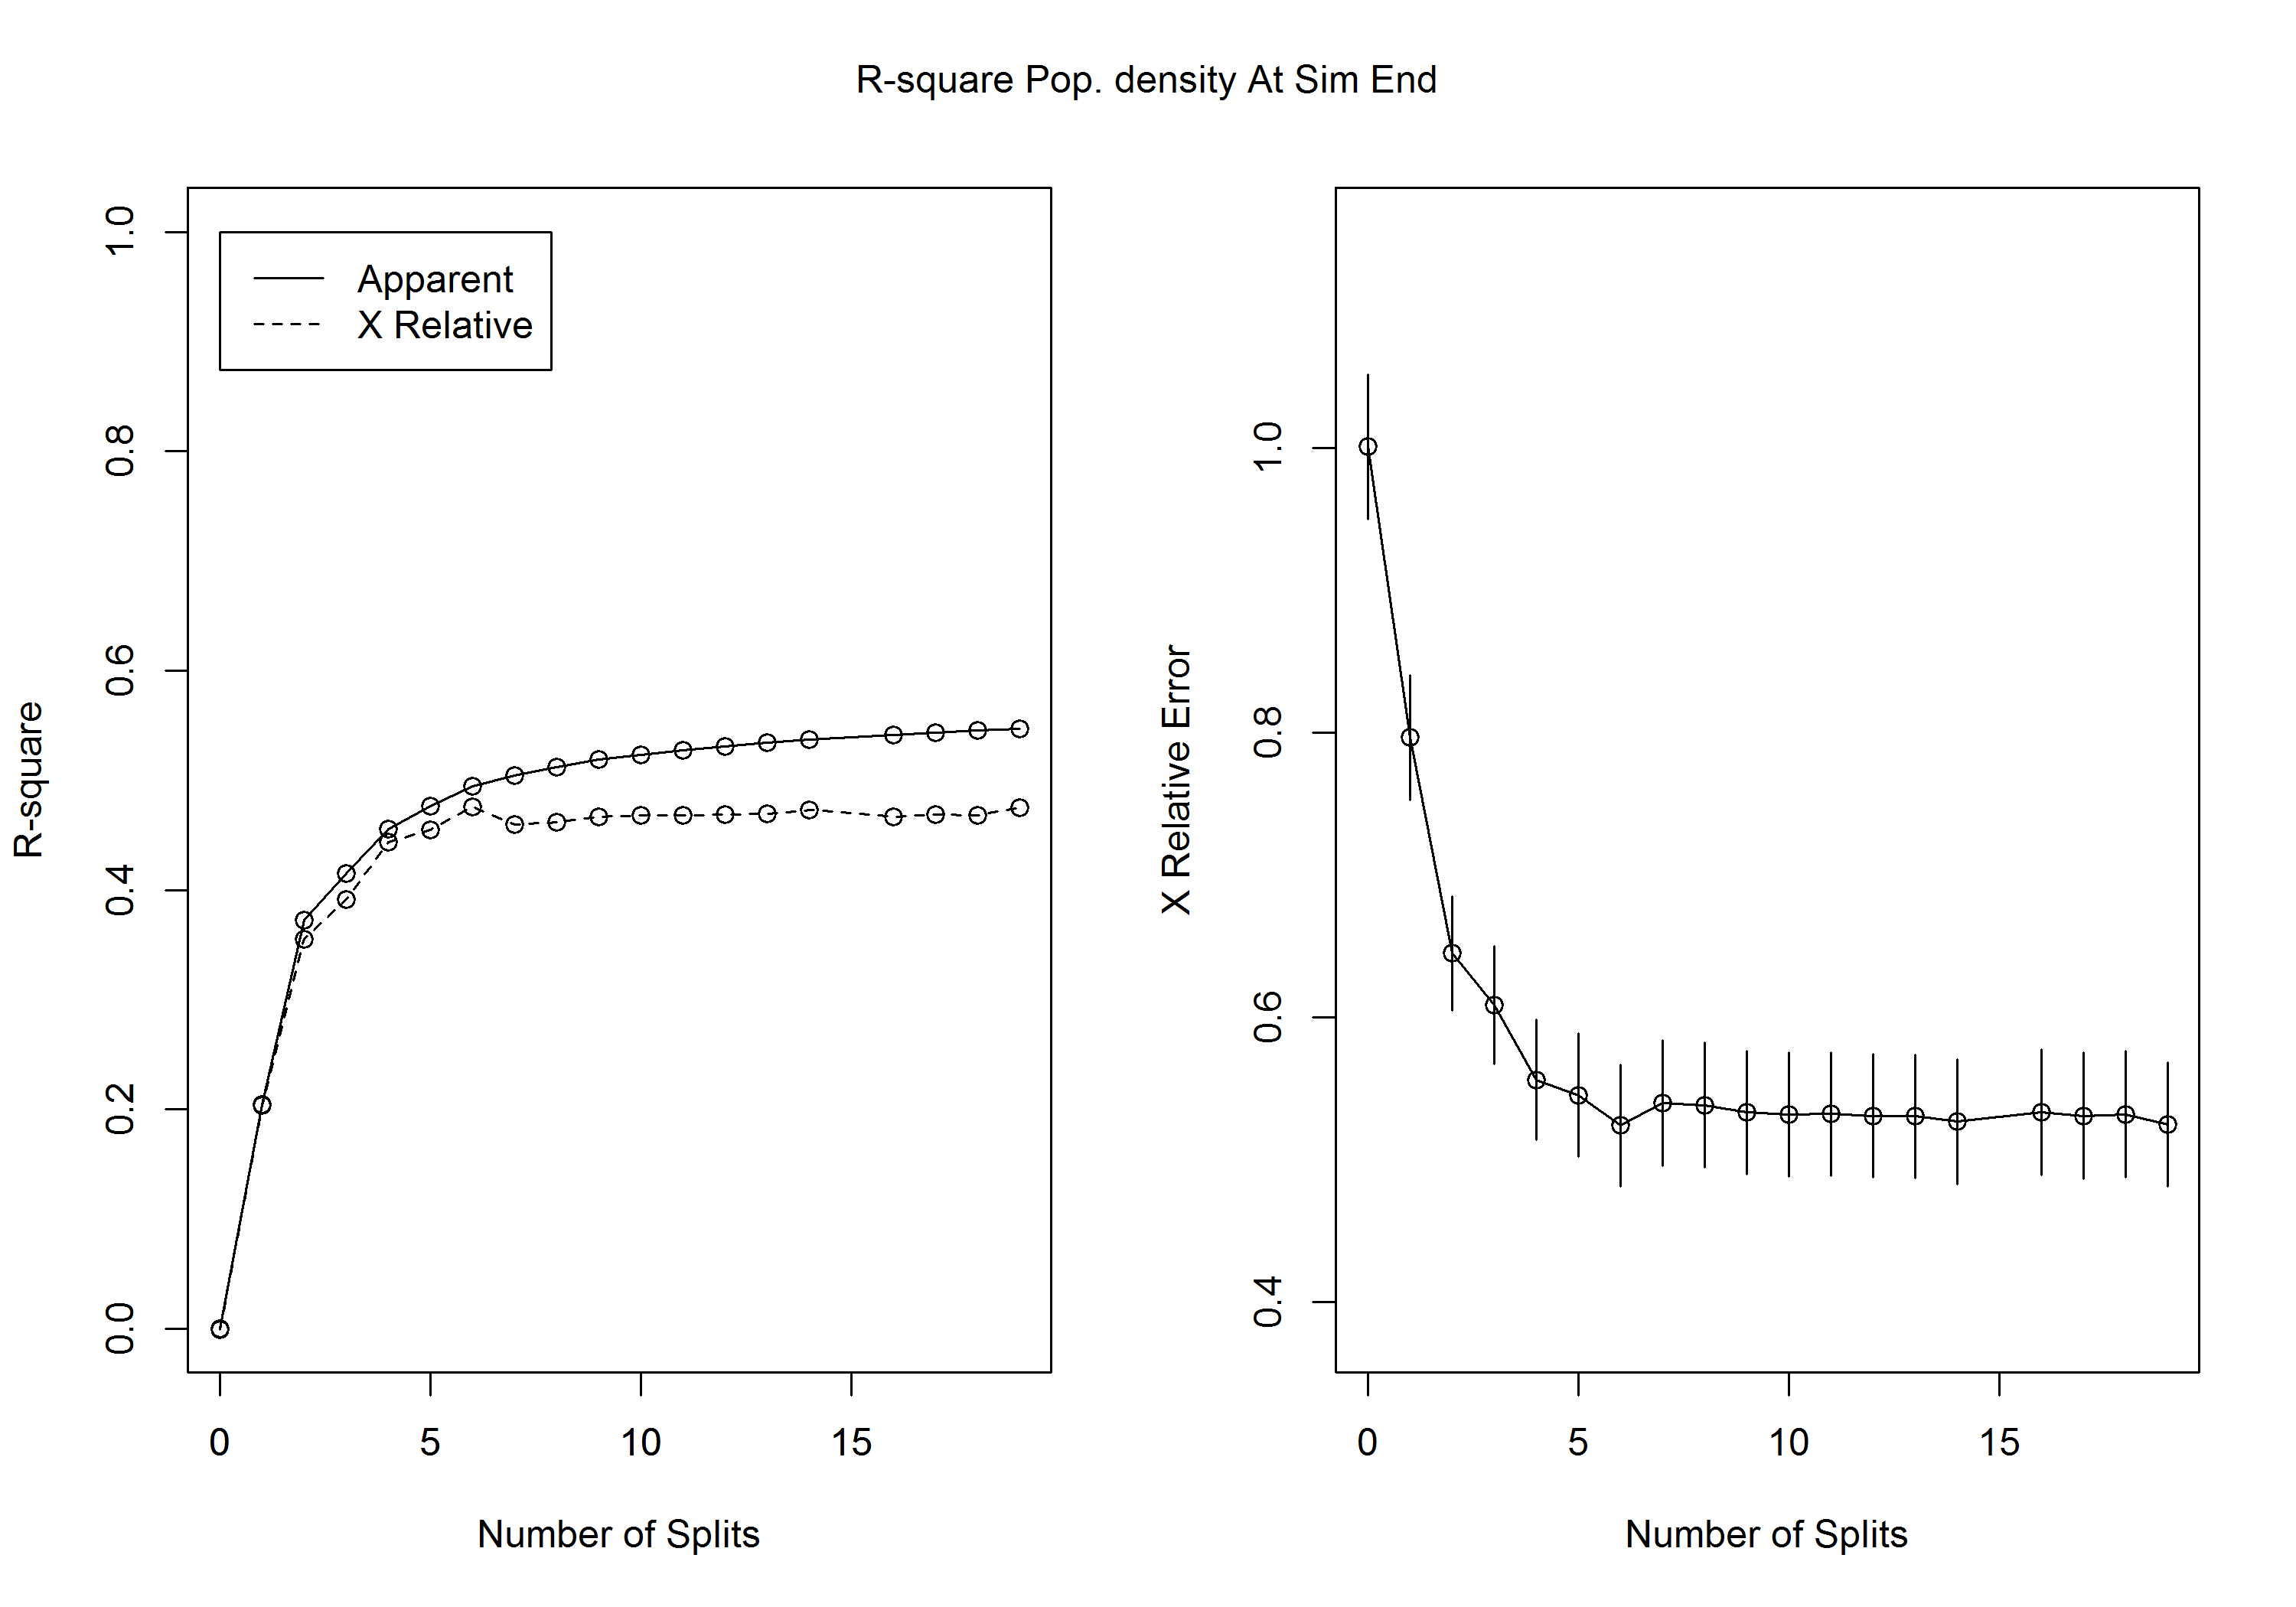 R-square Pop. density At Sim End
R-square
1.0
0.8
0.6
0.4
0.2
0.0
Apparent
X Relative
0 5 10 15
Number of Splits
X Relative Error
1.0
0.8
0.6
0.4
0 5 10 15
Number of Splits